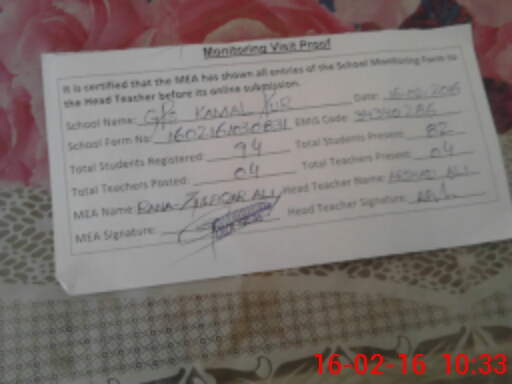 Monitoring Visit Proof
It is certified that the MEA has shown all entries of the School Monitoring Form to
the Head Teacher before its online submission.
School Name: GPS KAMAL PUR Date: 16-02-2016
School Form No: 1602161030831 EMIS Code:
Total Students Registered: 94 Total Students Present: 82
Total Teachers Posted: 04 Total Teachers Present: 04
MEA Name: RANA ZULFIQAR ALI Head Teacher Name: ARSHAD ALI
MEA Signature: Head Teacher Signature:
16-02-16 10:33